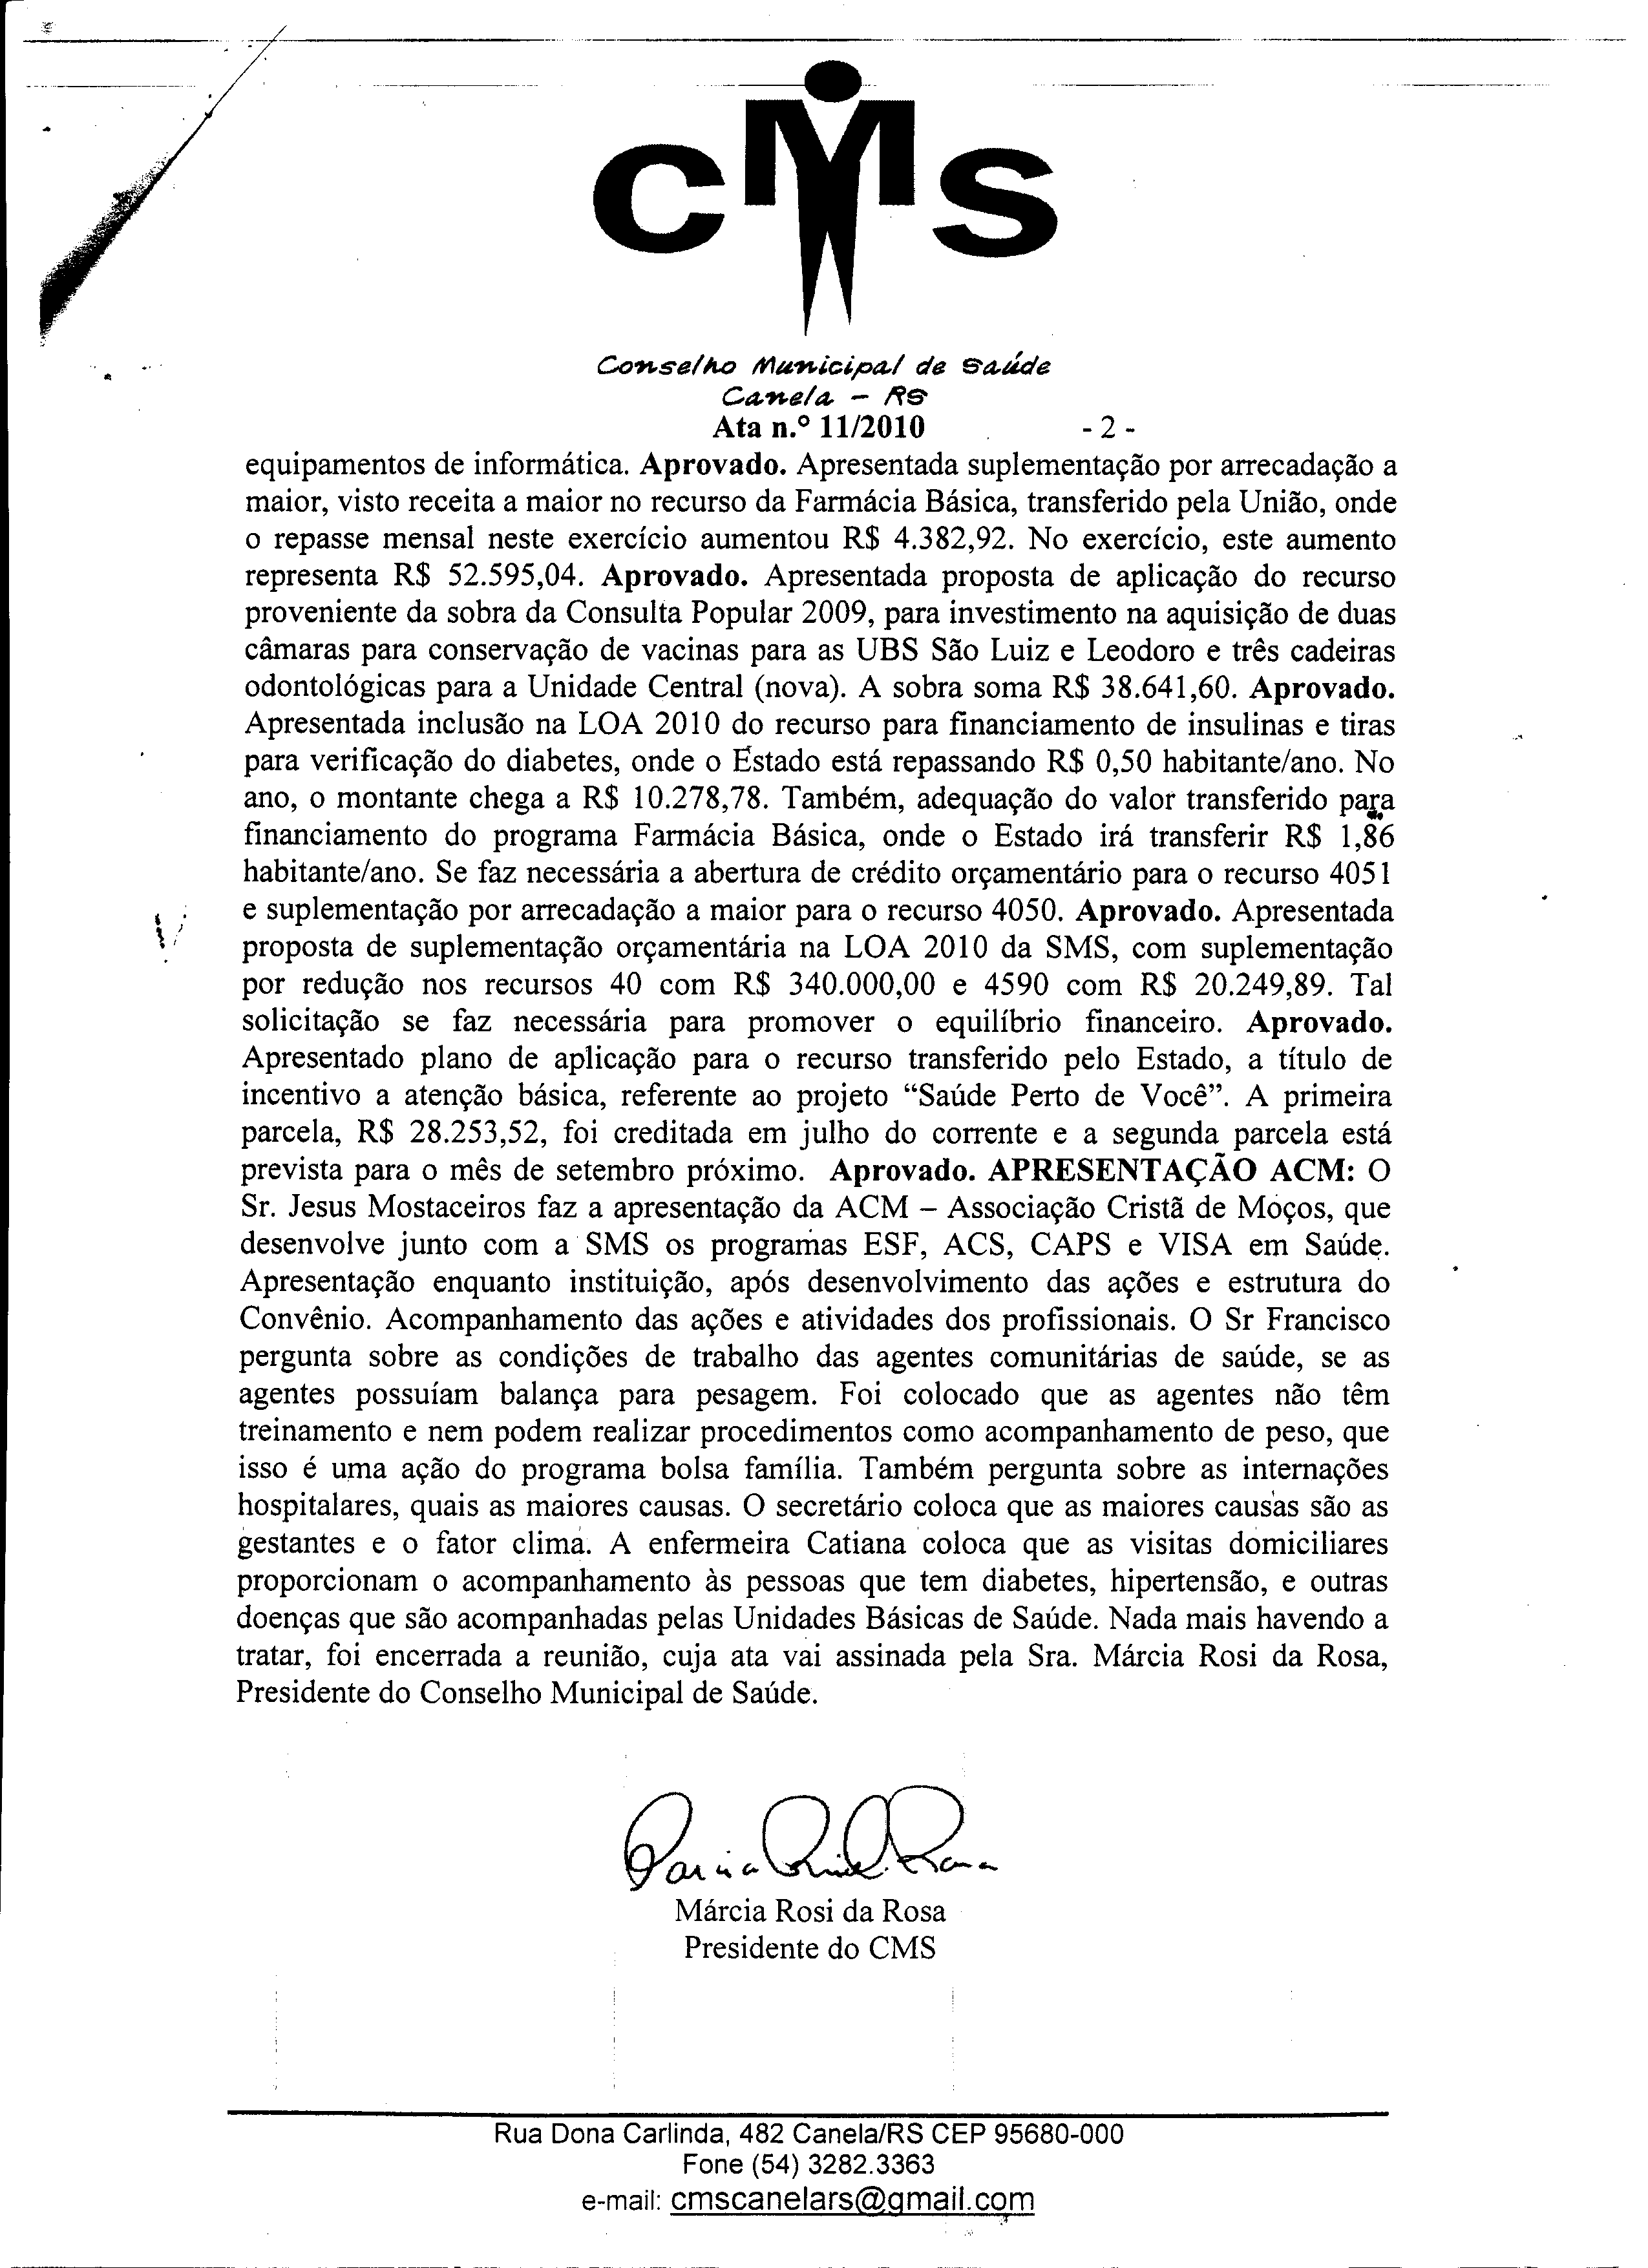 CMS
Conselho Municipal de Saúde
Canela – RS
Ata n.º 11/2010 - 2 -
equipamentos de informática. Aprovado. Apresentada suplementação por arrecadação a
maior, visto receita a maior no recurso da Farmácia Básica, transferido pela União, onde
o repasse mensal neste exercício aumentou R$ 4.382,92. No exercício, este aumento
representa R$ 52.595,04. Aprovado. Apresentada proposta de aplicação do recurso
proveniente da sobra da Consulta Popular 2009, para investimento na aquisição de duas
câmaras para conservação de vacinas para as UBS São Luiz e Leodoro e três cadeiras
odontológicas para a Unidade Central (nova). A sobra soma R$ 38.641,60. Aprovado.
Apresentada inclusão na LOA 2010 do recurso para financiamento de insulinas e tiras
para verificação do diabetes, onde o Estado está repassando R$ 0,50 habitante/ano. No
ano, o montante chega a R$ 10.278,78. Também, adequação do valor transferido para
financiamento do programa Farmácia Básica, onde o Estado irá transferir R$ 1,86
habitante/ano. Se faz necessária a abertura de crédito orçamentário para o recurso 4051
e suplementação por arrecadação a maior para o recurso 4050. Aprovado. Apresentada
proposta de suplementação orçamentária na LOA 2010 da SMS, com suplementação
por redução nos recursos 40 com R$ 340.000,00 e 4590 com R$ 20.249,89. Tal
solicitação se faz necessária para promover o equilíbrio financeiro. Aprovado.
Apresentado plano de aplicação para o recurso transferido pelo Estado, a título de
incentivo a atenção básica, referente ao projeto “Saúde Perto de Você”. A primeira
parcela, R$ 28.253,52, foi creditada em julho do corrente e a segunda parcela está
prevista para o mês de setembro próximo. Aprovado. APRESENTAÇÃO ACM: O
Sr. Jesus Mostaceiros faz a apresentação da ACM – Associação Cristã de Moços, que
desenvolve junto com a SMS os programas ESF, ACS, CAPS e VISA em Saúde.
Apresentação enquanto instituição, após desenvolvimento das ações e estrutura do
Convênio. Acompanhamento das ações e atividades dos profissionais. O Sr Francisco
pergunta sobre as condições de trabalho das agentes comunitárias de saúde, se as
agentes possuíam balança para pesagem. Foi colocado que as agentes não têm
treinamento e nem podem realizar procedimentos como acompanhamento de peso, que
isso é uma ação do programa bolsa família. Também pergunta sobre as internações
hospitalares, quais as maiores causas. O secretário coloca que as maiores causas são as
gestantes e o fator clima. A enfermeira Catiana coloca que as visitas domiciliares
proporcionam o acompanhamento às pessoas que tem diabetes, hipertensão, e outras
doenças que são acompanhadas pelas Unidades Básicas de Saúde. Nada mais havendo a
tratar, foi encerrada a reunião, cuja ata vai assinada pela Sra. Márcia Rosi da Rosa,
Presidente do Conselho Municipal de Saúde.
Márcia Rosi da Rosa
Presidente do CMS
Rua Dona Carlinda, 482 Canela/RS CEP 95680-000
Fone (54) 3282.3363
e-mail: cmscanelars@gmail.com